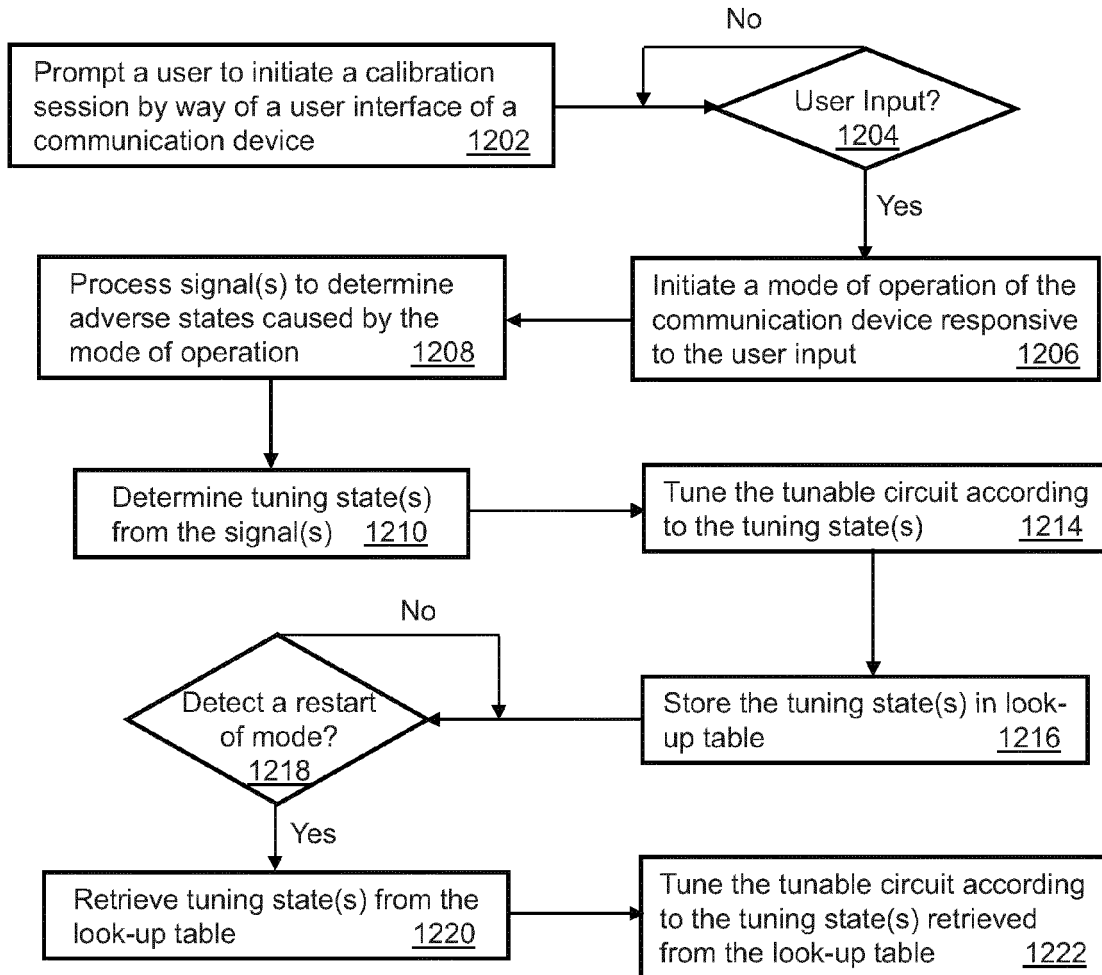 No
Prompt a user to initiate a calibration
session by way of a user interface of a
communication device 1202
User Input?
1204
Yes
Process signal(s) to determine
adverse states caused by the
mode of operation 1208
Initiate a mode of operation of the
communication device responsive
to the user input 1206
Determine tuning state(s)
from the signal(s) 1210
Tune the tunable circuit according
to the tuning state(s) 1214
No
Detect a restart
of mode?
1218
Store the tuning state(s) in look-
up table 1216
Yes
Retrieve tuning state(s) from the
look-up table 1220
Tune the tunable circuit according
to the tuning state(s) retrieved
from the look-up table 1222